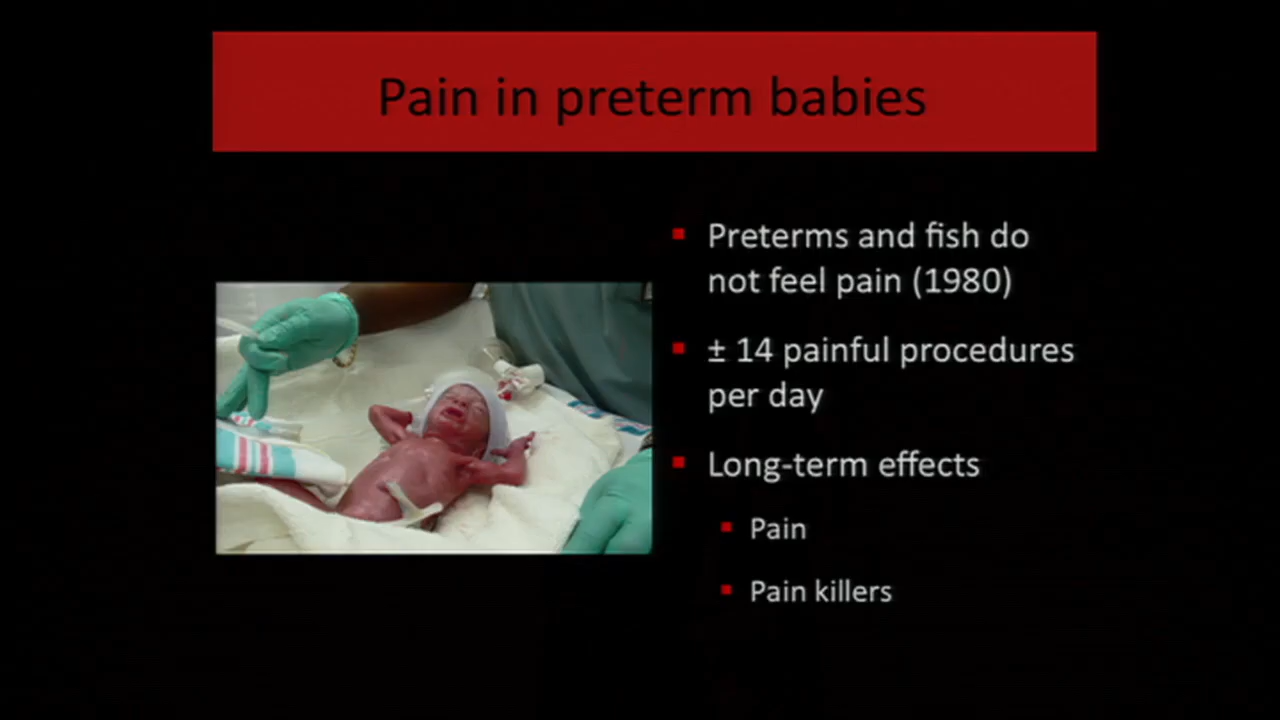 Pain in preterm babies
Preterms and fish do
not feel pain (1980)
± 14 painful procedures
per day
Long-term effects
Pain
Pain killers